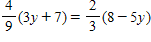 4/9(3y + 7) = 2/3(8 − 5y)